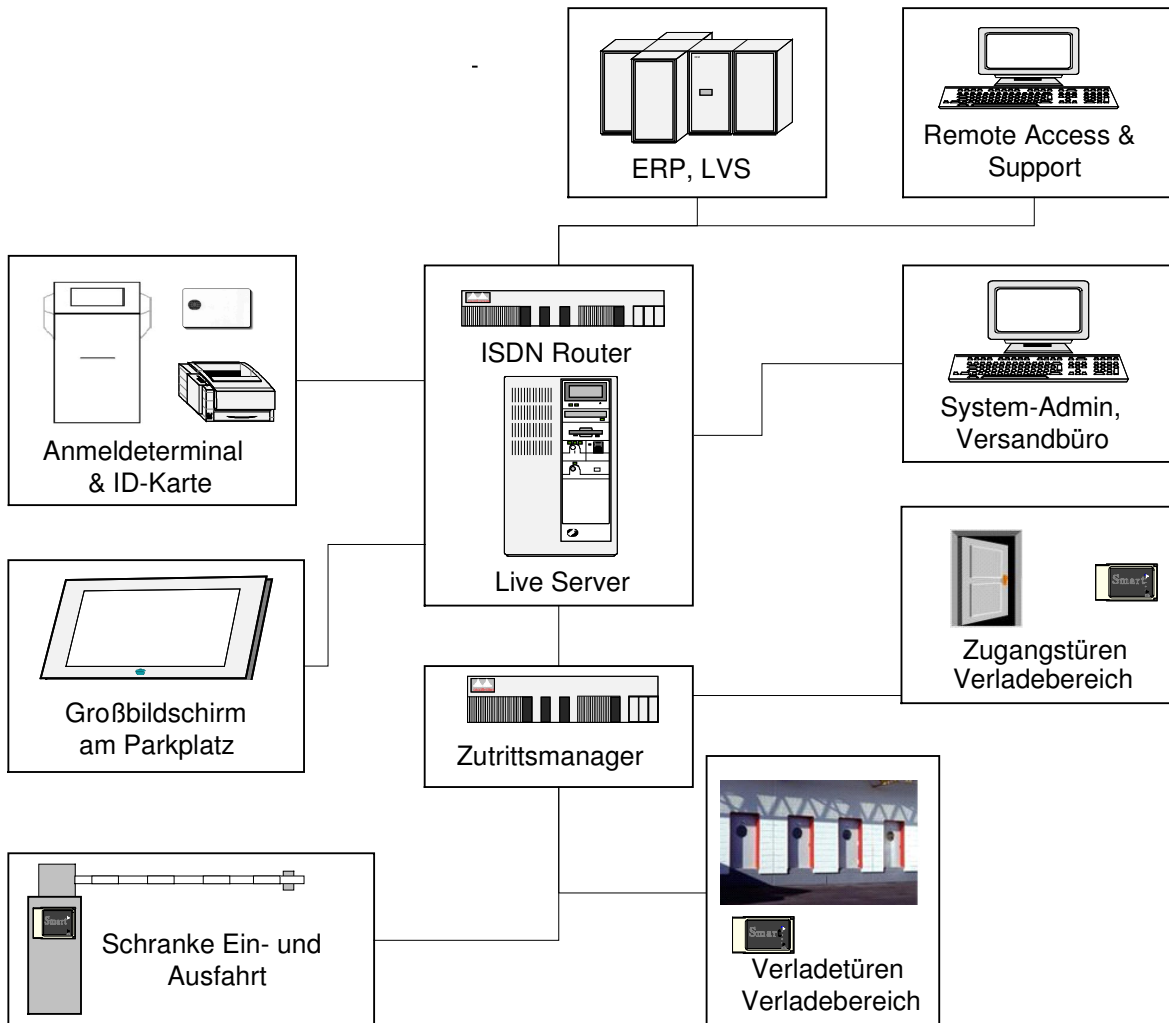 -
ERP, LVS
Remote Access &
Support
Anmeldeterminal
& ID-Karte
ISDN Router
Live Server
System-Admin,
Versandbüro
Großbildschirm
am Parkplatz
Zutrittsmanager
Smart
Zugangstüren
Verladebereich
Smart
Schranke Ein- und
Ausfahrt
Smart
Verladetüren
Verladebereich